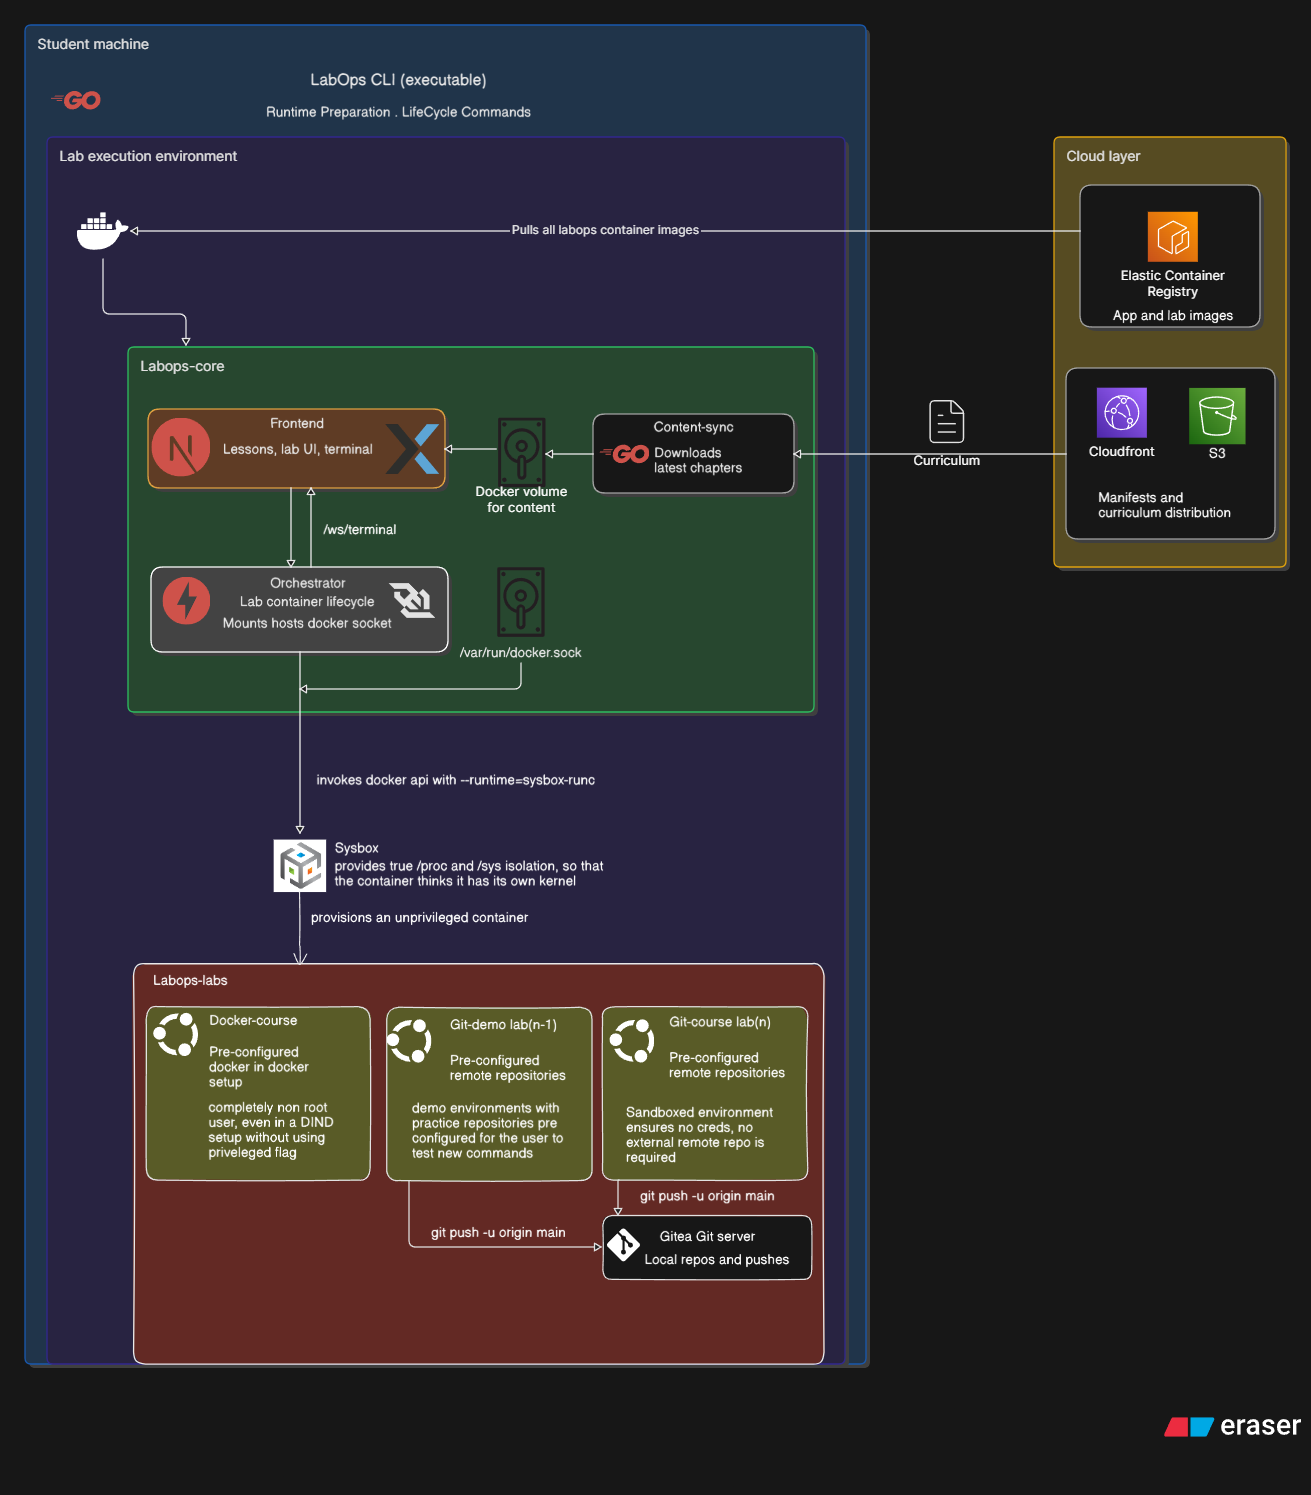 Student machine
LabOps CLI (executable)
GO
Runtime Preparation . LifeCycle Commands
Lab execution environment
Cloud layer
Pulls all labops container images
Elastic Container
Registry
App and lab images
Labops-core
Frontend
Lessons, lab UI, terminal
Content-sync
GO
Downloads
latest chapters
Docker volume
for content
Curriculum
Cloudfront
S3
Manifests and
curriculum distribution
/ws/terminal
Orchestrator
Lab container lifecycle
Mounts hosts docker socket
/var/run/docker.sock
invokes docker api with --runtime=sysbox-runc
Sysbox
provides true /proc and /sys isolation, so that
the container thinks it has its own kernel
provisions an unprivileged container
Labops-labs
Docker-course
Pre-configured
docker in docker
setup
completely non root
user, even in a DIND
setup without using
priveleged flag
Git-demo lab(n-1)
Pre-configured
remote repositories
demo environments with
practice repositories pre
configured for the user to
test new commands
Git-course lab(n)
Pre-configured
remote repositories
Sandboxed environment
ensures no creds, no
external remote repo is
required
git push -u origin main
git push -u origin main
Gitea Git server
Local repos and pushes
eraser